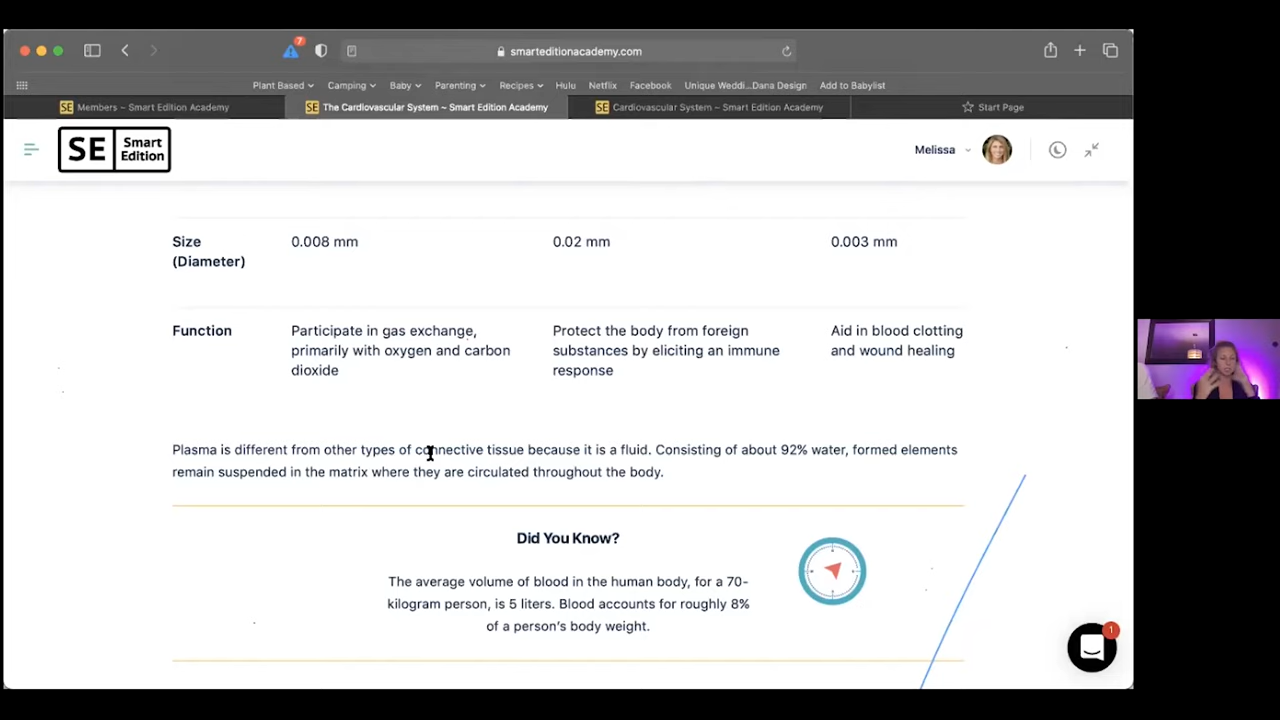 7
smarteditionacademy.com
Plant Based Camping Baby Parenting Recipes Hulu Netflix Facebook Unique Weddi...Dana Design Add to Babylist
SE Members ~ Smart Edition Academy SE The Cardiovascular System ~ Smart Edition Academy SE Cardiovascular System ~ Smart Edition Academy Start Page
SE Smart
Edition
Melissa
Size 0.008 mm 0.02 mm 0.003 mm
(Diameter)
Function Participate in gas exchange, Protect the body from foreign Aid in blood clotting
primarily with oxygen and carbon substances by eliciting an immune and wound healing
dioxide response
Plasma is different from other types of connective tissue because it is a fluid. Consisting of about 92% water, formed elements
remain suspended in the matrix where they are circulated throughout the body.
Did You Know?
The average volume of blood in the human body, for a 70-
kilogram person, is 5 liters. Blood accounts for roughly 8%
of a person's body weight.
1